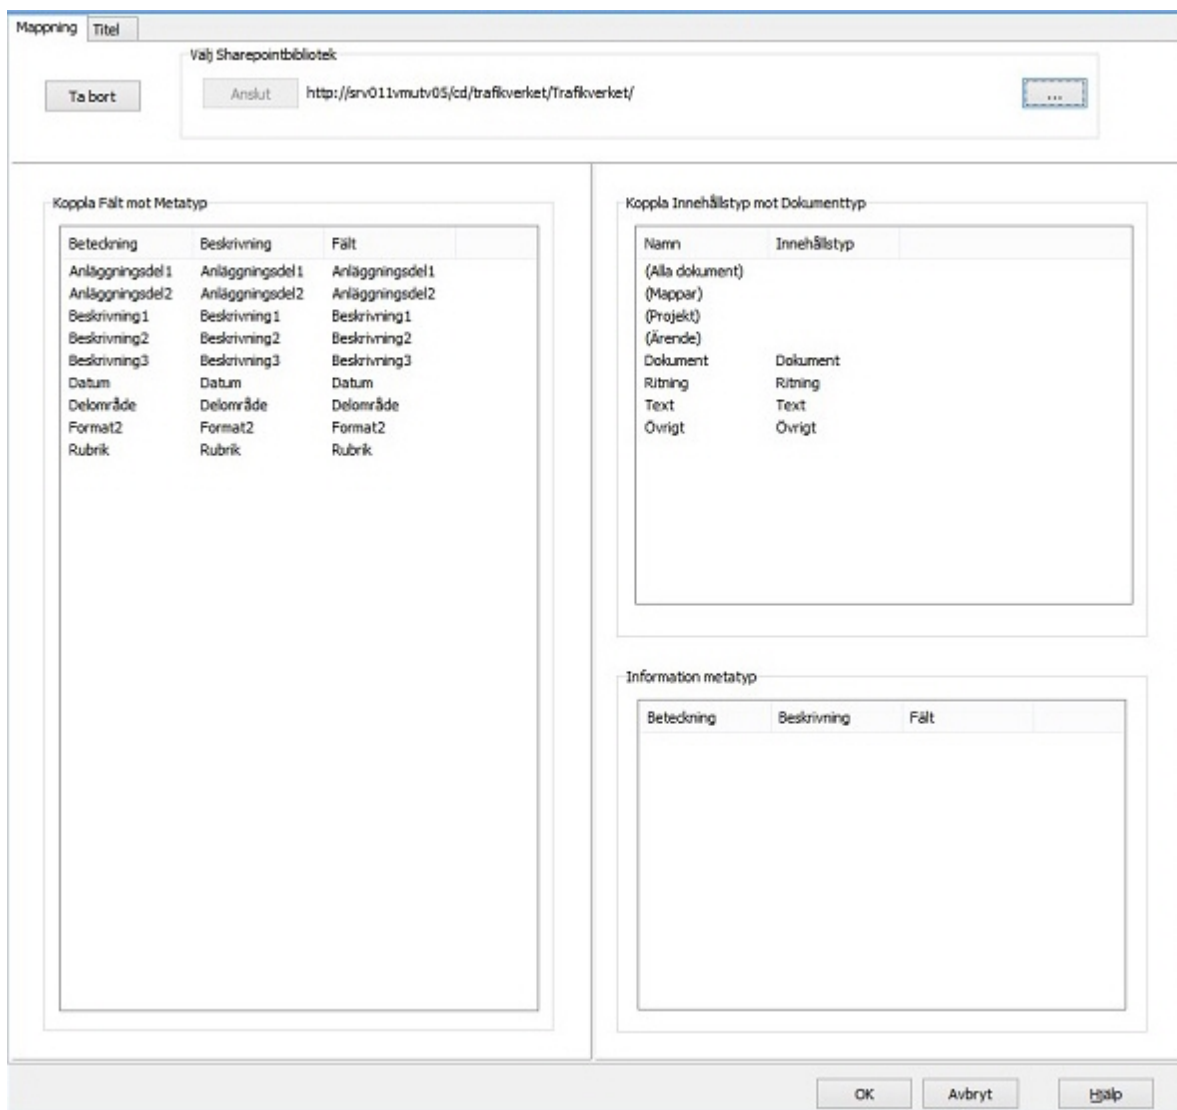 Mappning Titel
Välj Sharepointbibliotek
Ta bort Anslut http://srv011vmutv05/cd/trafikverket/Trafikverket/ ...
Koppla Fält mot Metatyp
Beteckning Beskrivning Fält
Anläggningsdel1 Anläggningsdel1 Anläggningsdel1
Anläggningsdel2 Anläggningsdel2 Anläggningsdel2
Beskrivning1 Beskrivning1 Beskrivning1
Beskrivning2 Beskrivning2 Beskrivning2
Beskrivning3 Beskrivning3 Beskrivning3
Datum Datum Datum
Delområde Delområde Delområde
Format2 Format2 Format2
Rubrik Rubrik Rubrik
Koppla Innehållstyp mot Dokumenttyp
Namn Innehållstyp
(Alla dokument)
(Mappar)
(Projekt)
(Ärende)
Dokument Dokument
Ritning Ritning
Text Text
Övrigt Övrigt
Information metatyp
Beteckning Beskrivning Fält
OK Avbryt Hjälp